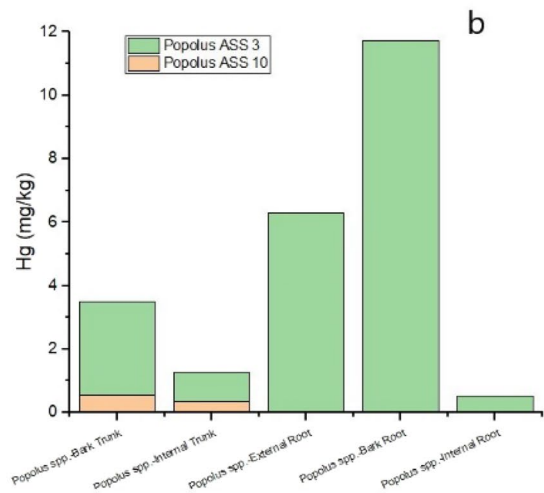 b
Popolus ASS 3
Popolus ASS 10
Hg (mg/kg)
12
10
8
6
4
2
0
Popolus spp.-Bark Trunk
Popolus spp.-Internal Trunk
Popolus spp.-External Root
Popolus spp.-Bark Root
Popolus spp.-Internal Root